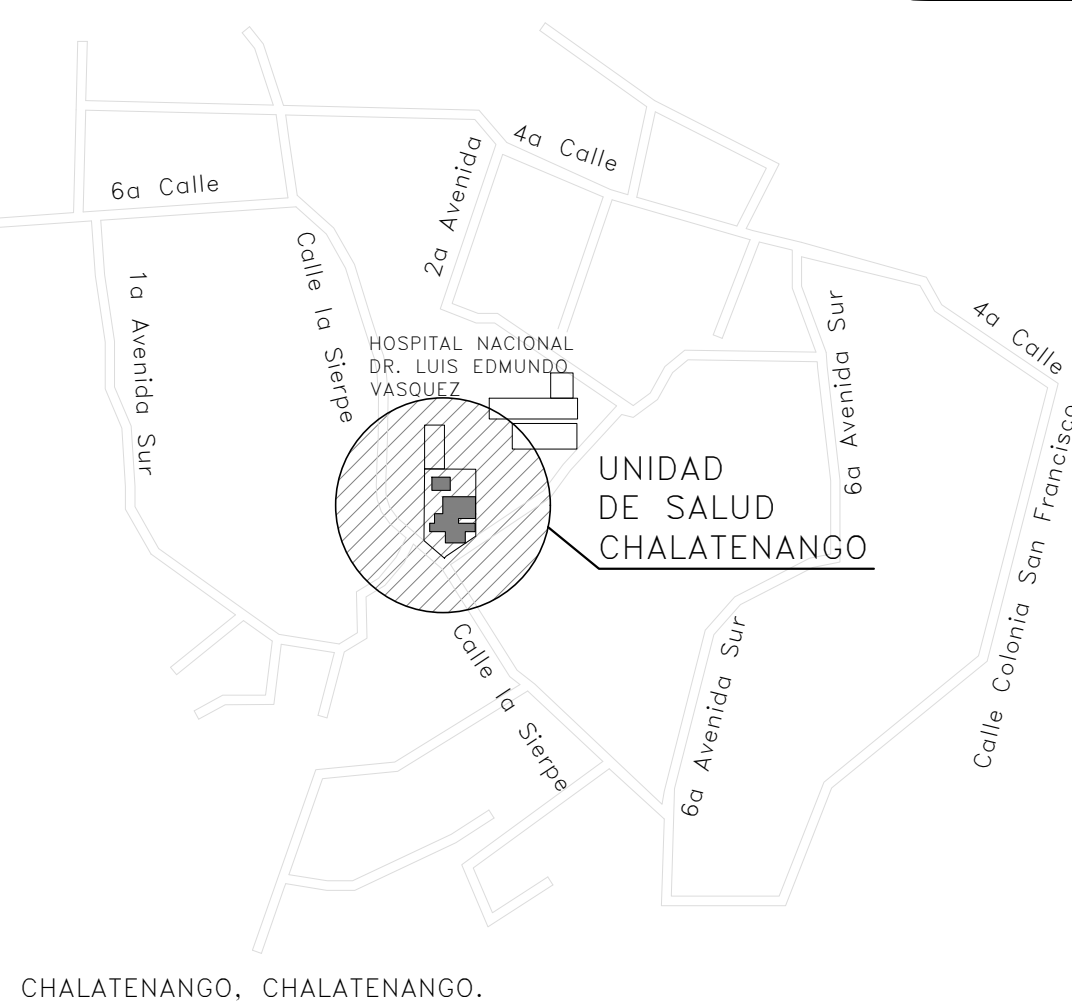 4a Calle
2a Avenida
6a Calle
Calle la Sierpe
1a Avenida Sur
6a Avenida Sur
4a Calle
HOSPITAL NACIONAL
DR. LUIS EDMUNDO
VASQUEZ
UNIDAD
DE SALUD
CHALATENANGO
Calle Colonia San Francisco
Calle la Sierpe
6a Avenida Sur
CHALATENANGO, CHALATENANGO.